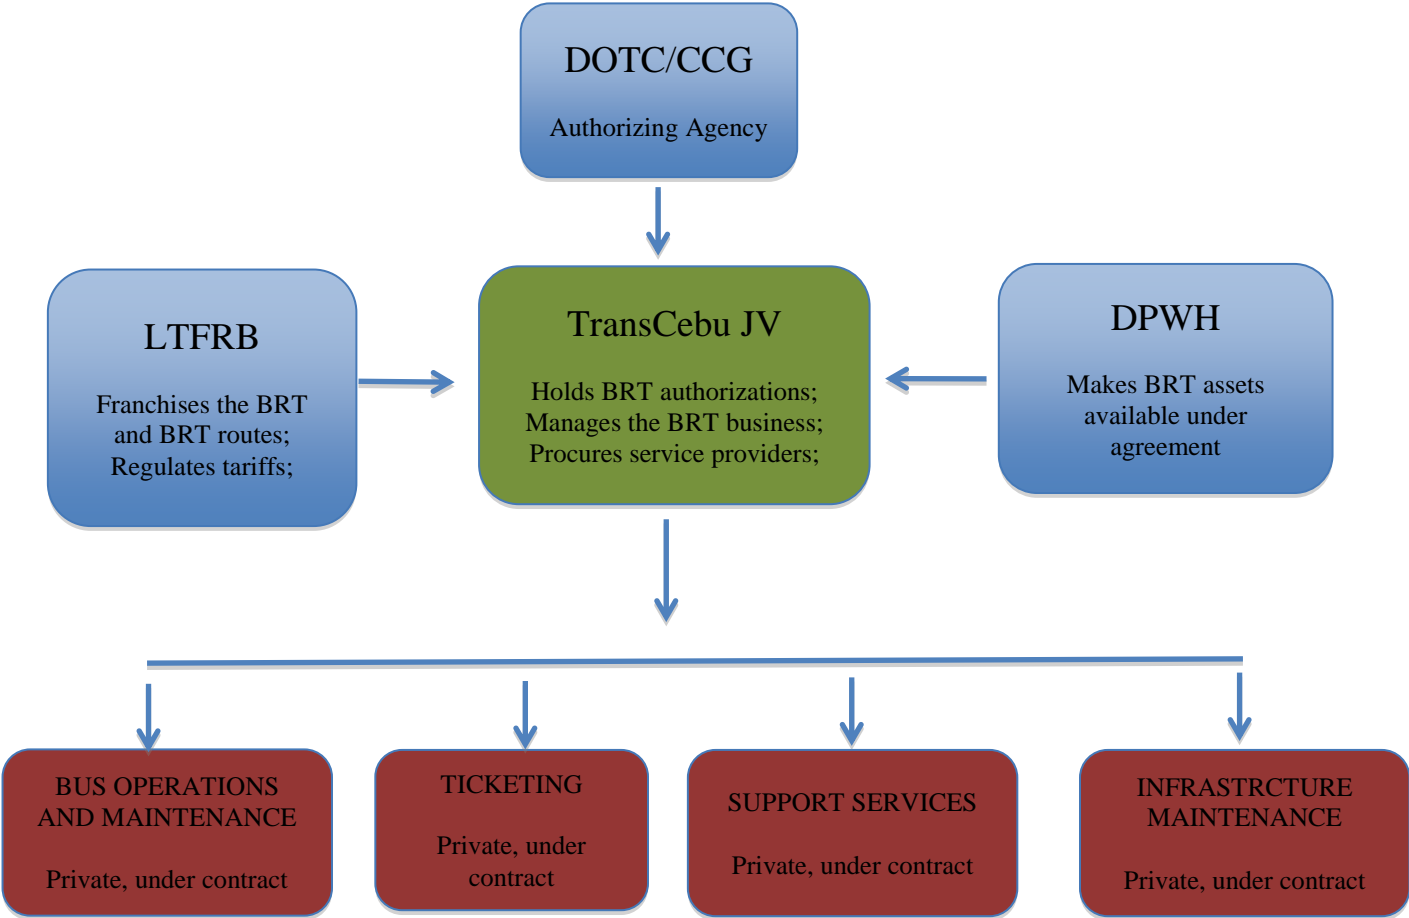 DOTC/CCG
Authorizing Agency
LTFRB
Franchises the BRT
and BRT routes;
Regulates tariffs;
TransCebu JV
Holds BRT authorizations;
Manages the BRT business;
Procures service providers;
DPWH
Makes BRT assets
available under
agreement
BUS OPERATIONS
AND MAINTENANCE
Private, under contract
TICKETING
Private, under
contract
SUPPORT SERVICES
Private, under contract
INFRASTRCTURE
MAINTENANCE
Private, under contract